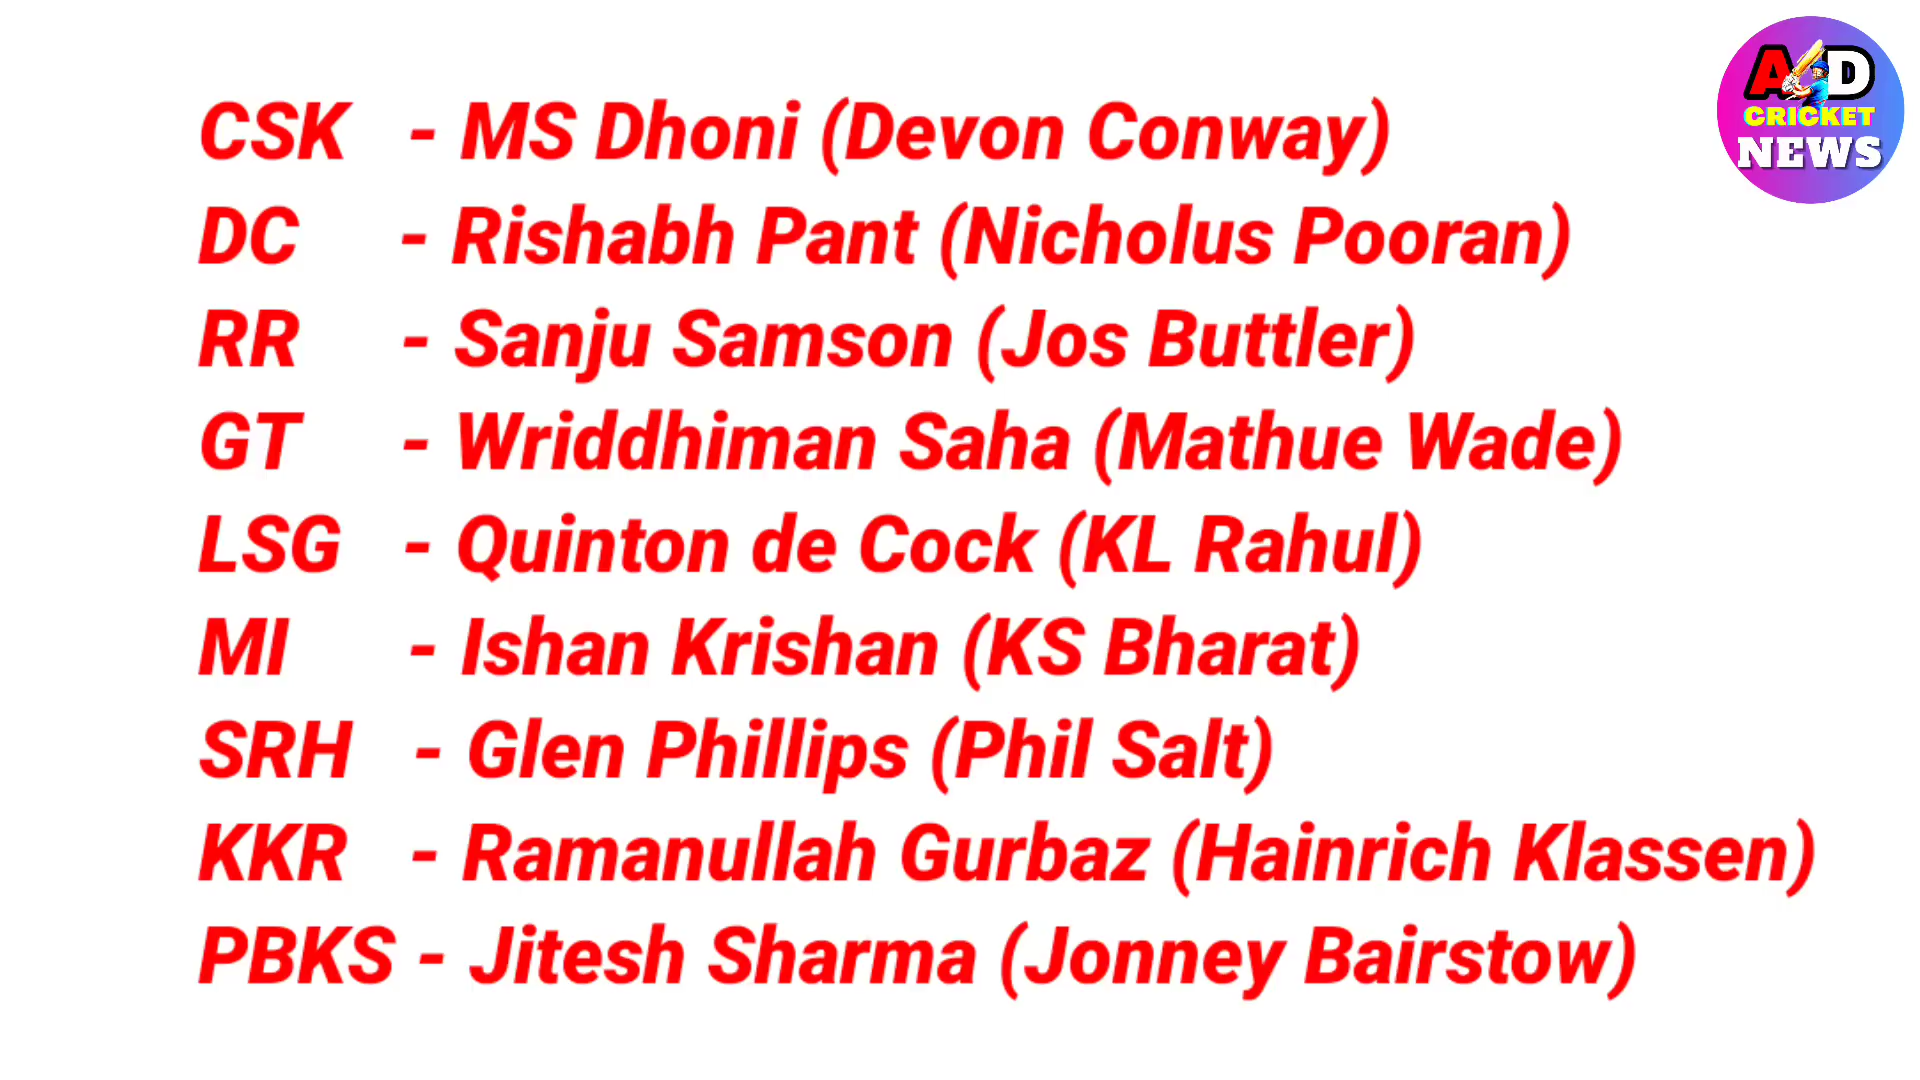 A D
CRICKET
NEWS
CSK - MS Dhoni (Devon Conway)
DC - Rishabh Pant (Nicholus Pooran)
RR - Sanju Samson (Jos Buttler)
GT - Wriddhiman Saha (Mathue Wade)
LSG - Quinton de Cock (KL Rahul)
MI - Ishan Krishan (KS Bharat)
SRH - Glen Phillips (Phil Salt)
KKR - Ramanullah Gurbaz (Hainrich Klassen)
PBKS - Jitesh Sharma (Jonney Bairstow)